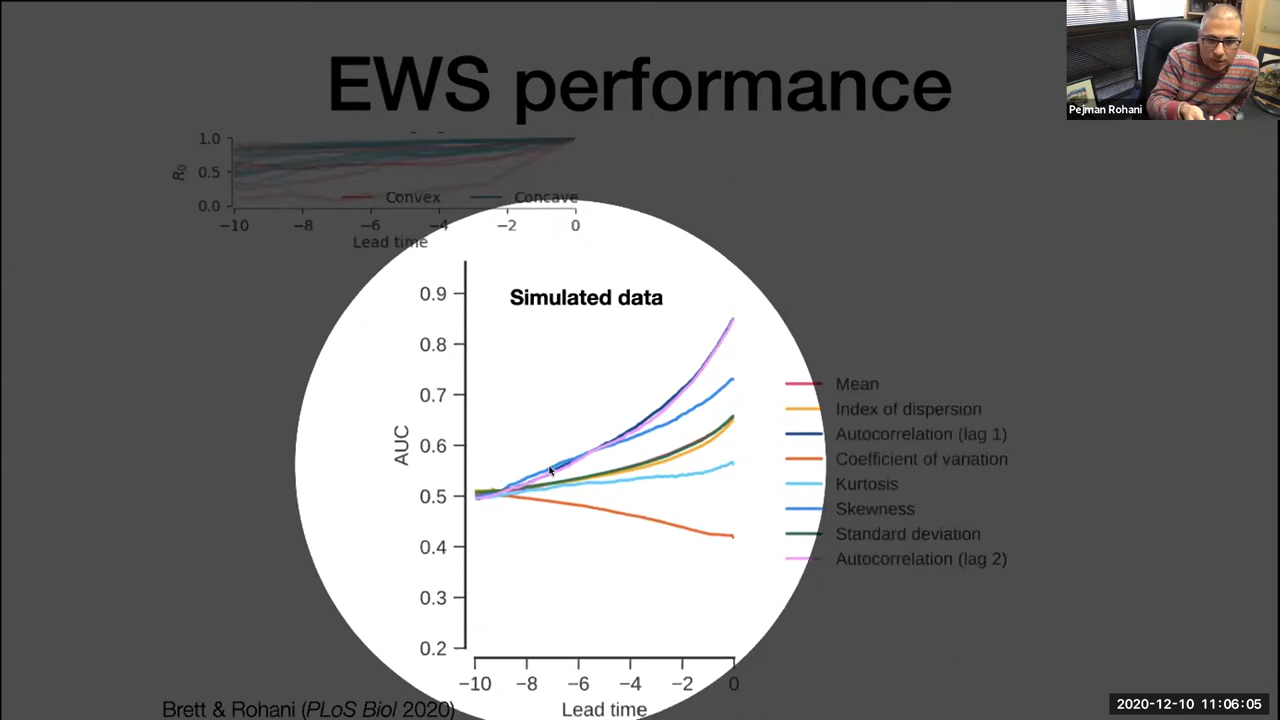 EWS performance
Pejman Rohani
1.0
0.5
0.0
R0
Convex
Concave
−10
−8
−6
−4
−2
0
Lead time
Simulated data
0.9
0.8
0.7
0.6
0.5
0.4
0.3
0.2
AUC
−10
−8
−6
−4
−2
0
Lead time
Mean
Index of dispersion
Autocorrelation (lag 1)
Coefficient of variation
Kurtosis
Skewness
Standard deviation
Autocorrelation (lag 2)
Brett & Rohani (PLoS Biol 2020)
2020-12-10 11:06:05